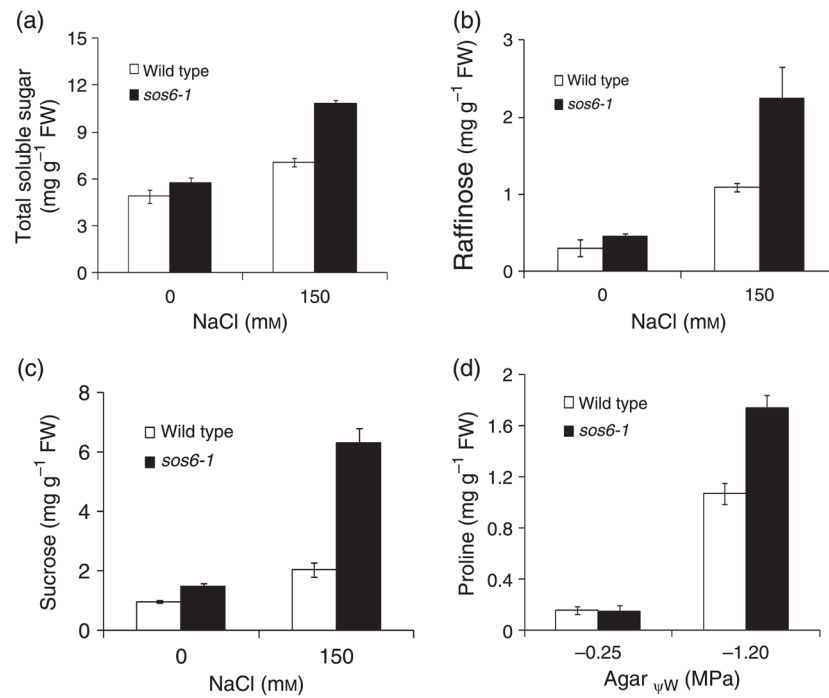 (a)
Total soluble sugar
(mg g⁻¹ FW)
15
12
9
6
3
0
Wild type
sos6-1
0 150
NaCl (mM)
(b)
Raffinose (mg g⁻¹ FW)
3
2
1
0
Wild type
sos6-1
0 150
NaCl (mM)
(c)
Sucrose (mg g⁻¹ FW)
8
6
4
2
0
Wild type
sos6-1
0 150
NaCl (mM)
(d)
Proline (mg g⁻¹ FW)
2
1.6
1.2
0.8
0.4
0
Wild type
sos6-1
–0.25 –1.20
Agar ψW (MPa)